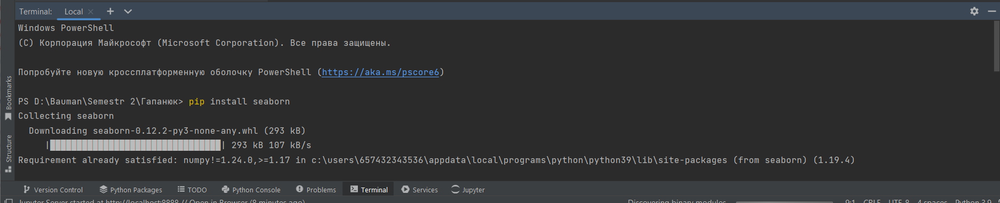 Terminal: Local
Windows PowerShell
(C) Корпорация Майкрософт (Microsoft Corporation). Все права защищены.
Попробуйте новую кроссплатформенную оболочку PowerShell (https://aka.ms/pscore6)
PS D:\Bauman\Semestr 2\Гапанюк> pip install seaborn
Collecting seaborn
Downloading seaborn-0.12.2-py3-none-any.whl (293 kB)
293 kB 107 kB/s
Requirement already satisfied: numpy!=1.24.0,>=1.17 in c:\users\657432343536\appdata\local\programs\python\python39\lib\site-packages (from seaborn) (1.19.4)
Bookmarks
Structure
Version Control Python Packages TODO Python Console Problems Terminal Services Jupyter
Jupyter Server started at http://localhost:8888 // Open in Browser (8 minutes ago) Discovering binary modules... 9:1 CRLF UTF-8 4 spaces Python 3.9